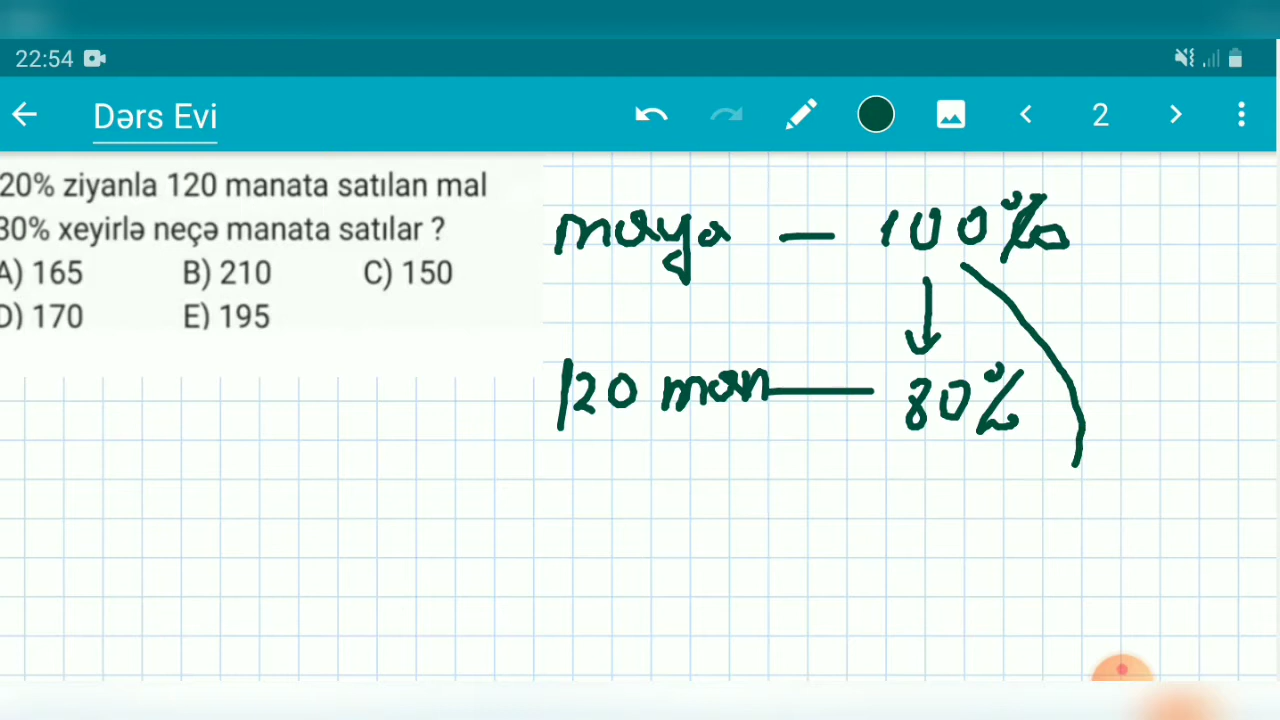 22:54
Dərs Evi
2
20% ziyanla 120 manata satılan mal
30% xeyirlə neçə manata satılar ?
A) 165 B) 210 C) 150
D) 170 E) 195
maya — 100%
120 man — 80%